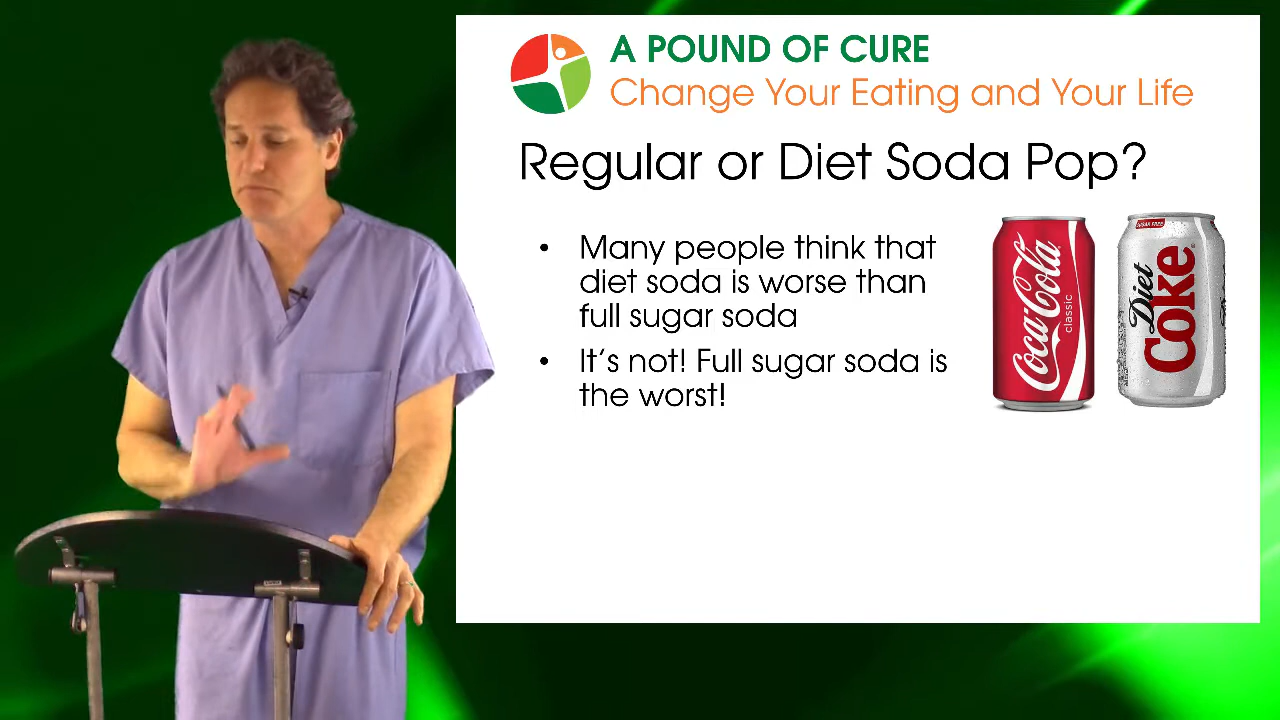 A POUND OF CURE
Change Your Eating and Your Life
Regular or Diet Soda Pop?
• Many people think that
diet soda is worse than
full sugar soda
• It's not! Full sugar soda is
the worst!
Coca-Cola
classic
SUGAR FREE
Diet
Coke